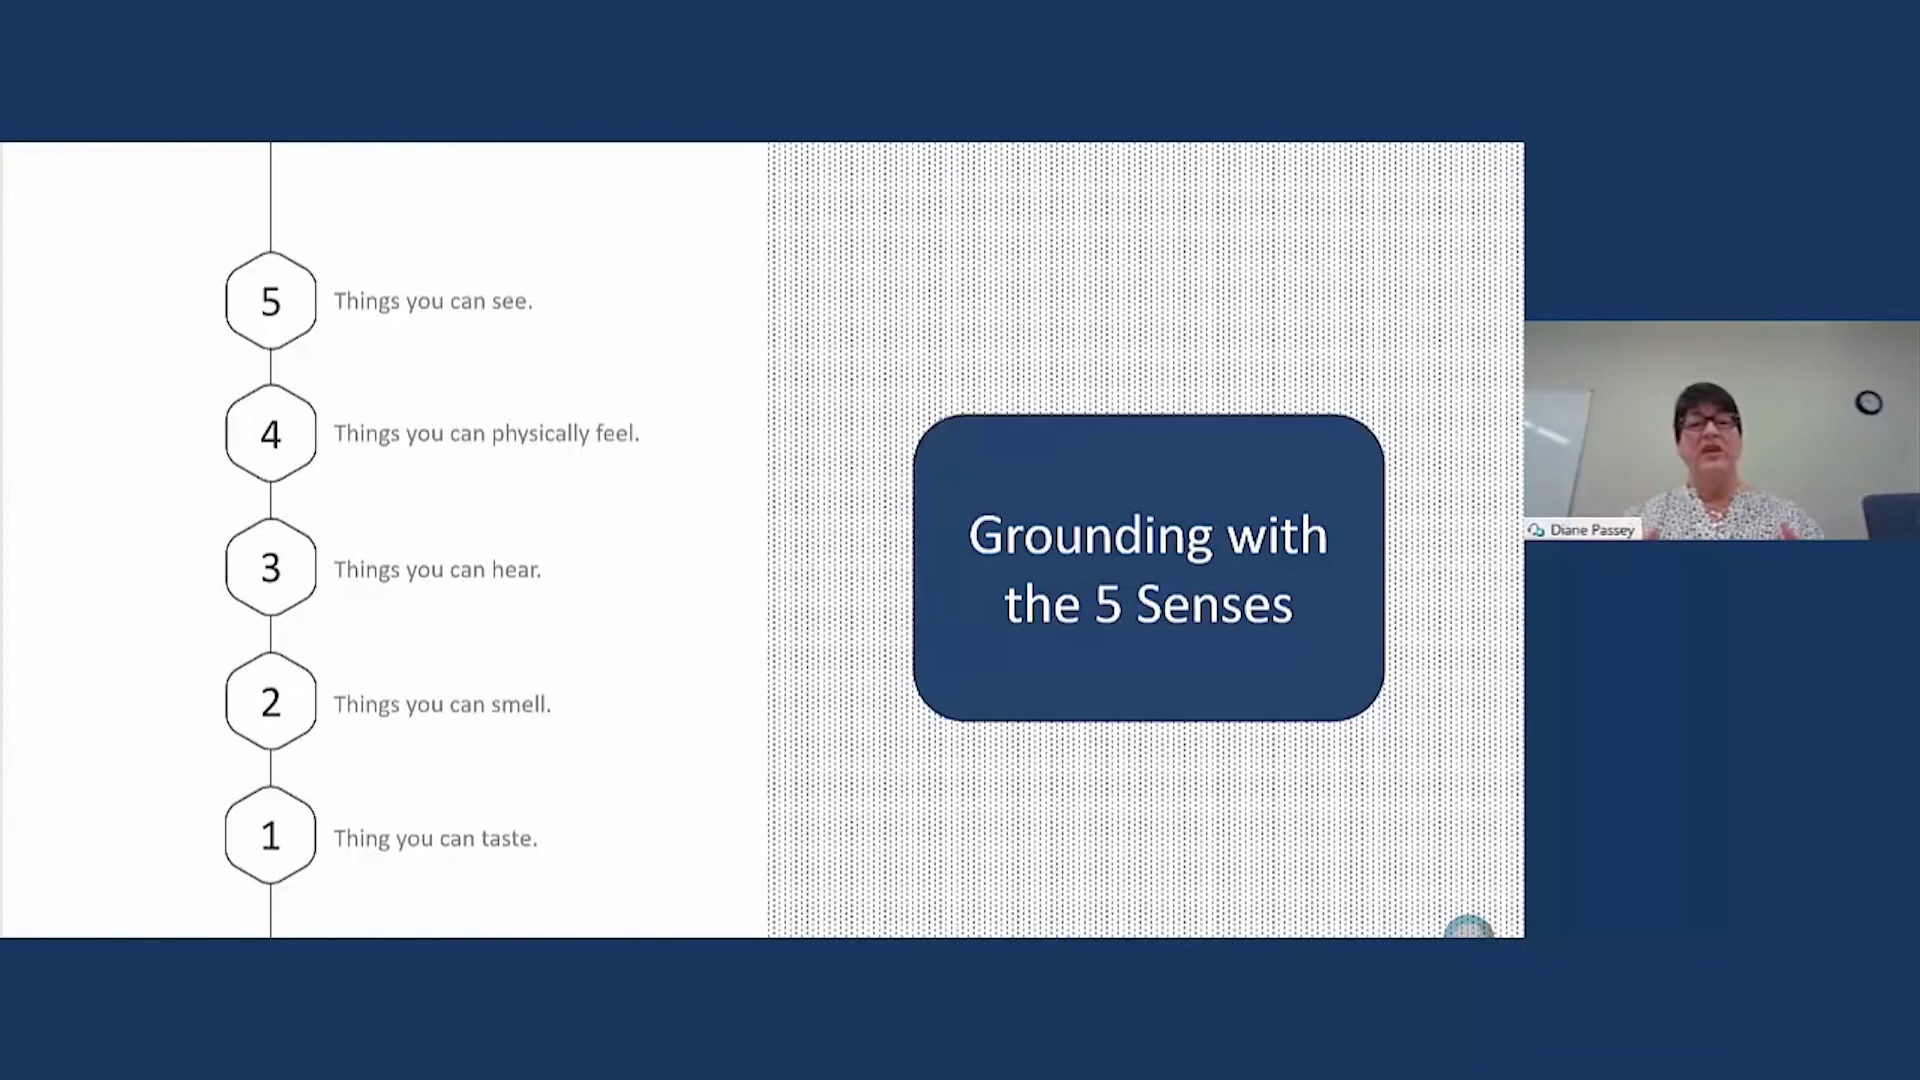 5
Things you can see.
4
Things you can physically feel.
3
Things you can hear.
2
Things you can smell.
1
Thing you can taste.
Grounding with
the 5 Senses
Diane Passey